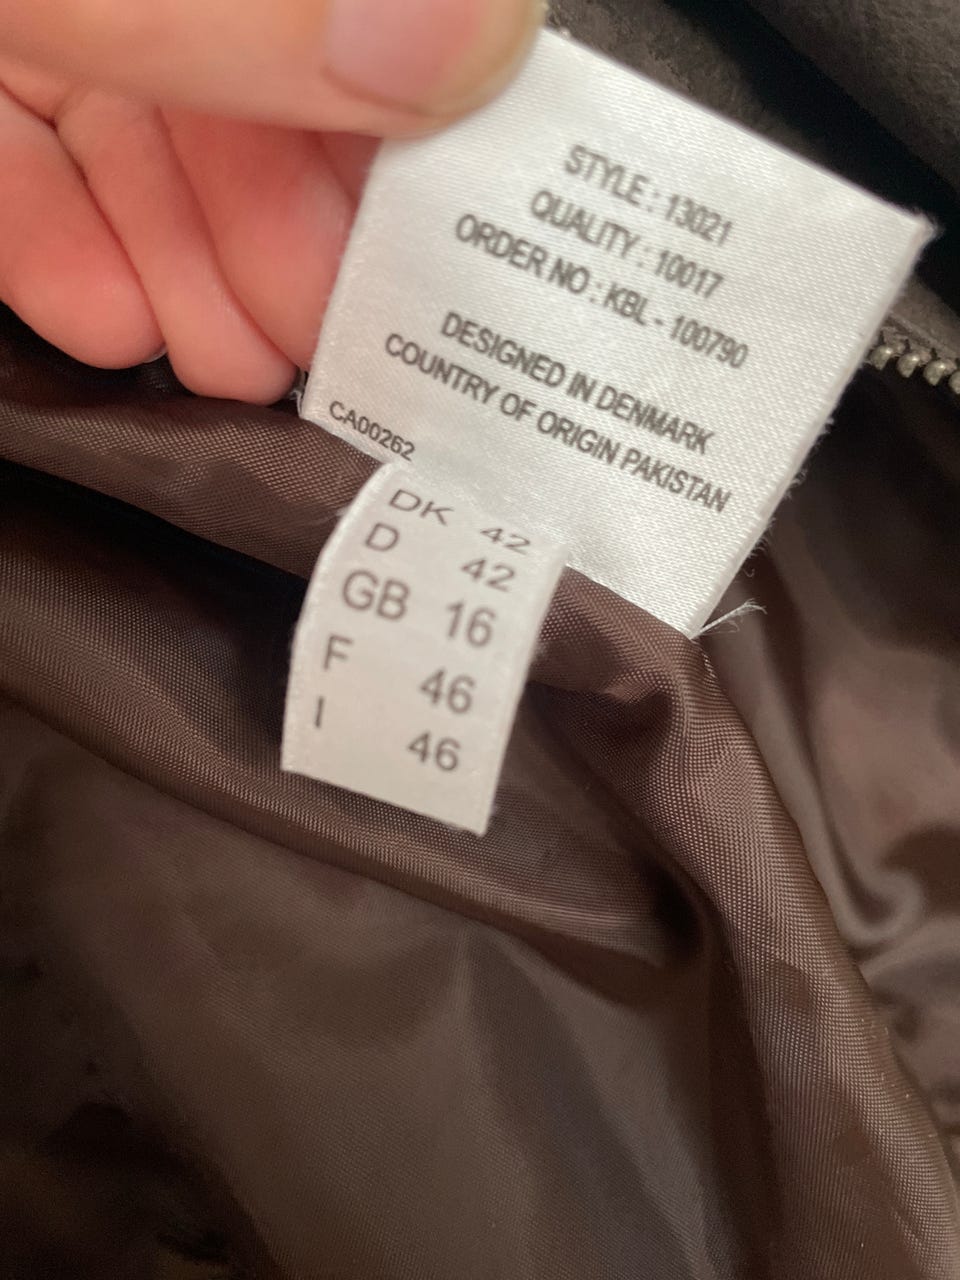 STYLE : 13021
QUALITY : 10017
ORDER NO : KBL - 100790
DESIGNED IN DENMARK
COUNTRY OF ORIGIN PAKISTAN
CA00262
DK 42
D 42
GB 16
F 46
I 46